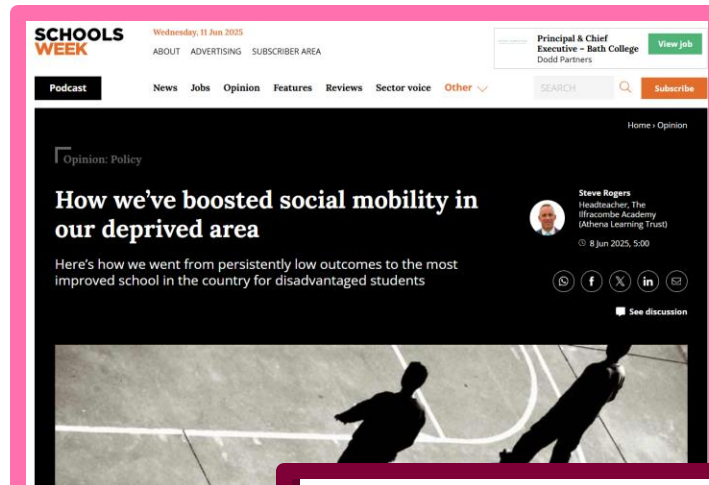 SCHOOLS
WEEK
Wednesday, 11 Jun 2025
ABOUT ADVERTISING SUBSCRIBER AREA
Principal & Chief
Executive – Bath College
Dodd Partners
View job
Podcast
News Jobs Opinion Features Reviews Sector voice Other
SEARCH
Subscribe
Home › Opinion
Opinion: Policy
How we've boosted social mobility in
our deprived area
Here's how we went from persistently low outcomes to the most
improved school in the country for disadvantaged students
Steve Rogers
Headteacher, The
Ilfracombe Academy
(Athena Learning Trust)
8 Jun 2025, 5:00
See discussion